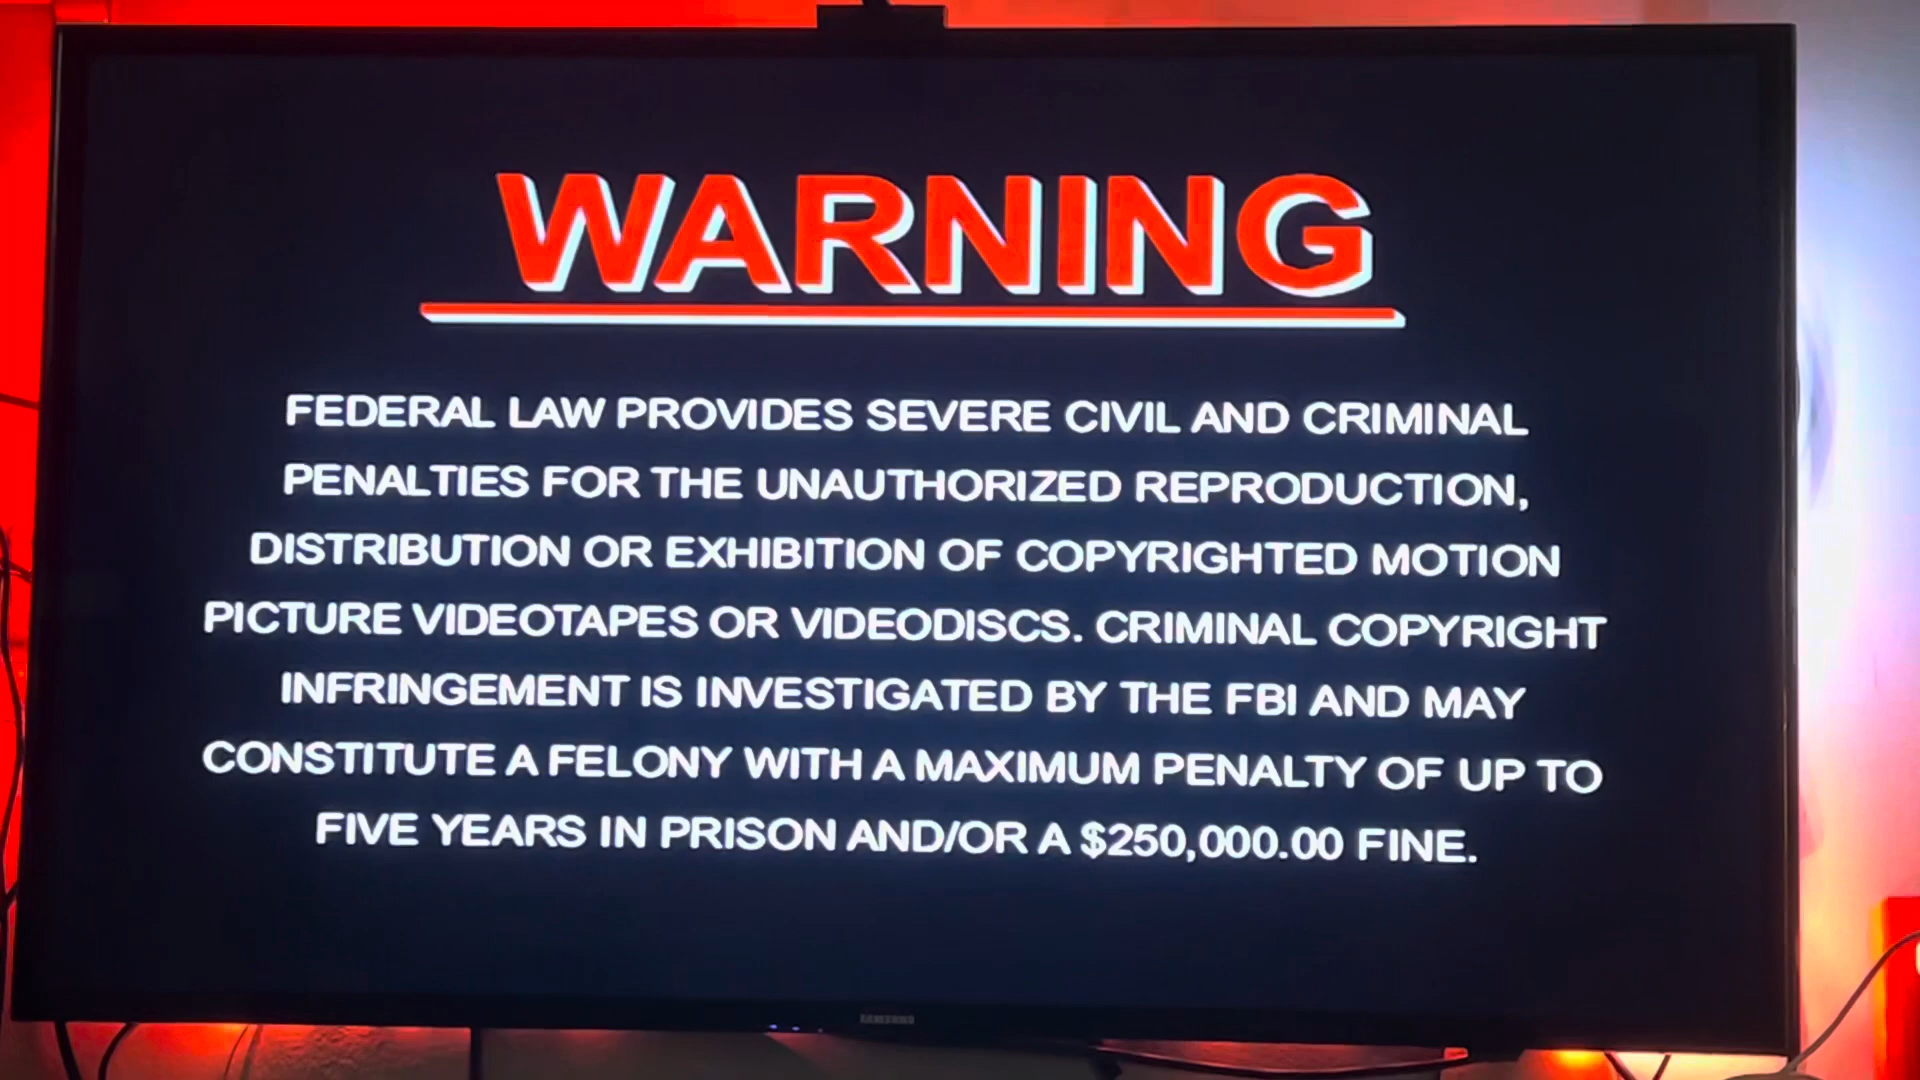 WARNING
FEDERAL LAW PROVIDES SEVERE CIVIL AND CRIMINAL
PENALTIES FOR THE UNAUTHORIZED REPRODUCTION,
DISTRIBUTION OR EXHIBITION OF COPYRIGHTED MOTION
PICTURE VIDEOTAPES OR VIDEODISCS. CRIMINAL COPYRIGHT
INFRINGEMENT IS INVESTIGATED BY THE FBI AND MAY
CONSTITUTE A FELONY WITH A MAXIMUM PENALTY OF UP TO
FIVE YEARS IN PRISON AND/OR A $250,000.00 FINE.
SAMSUNG